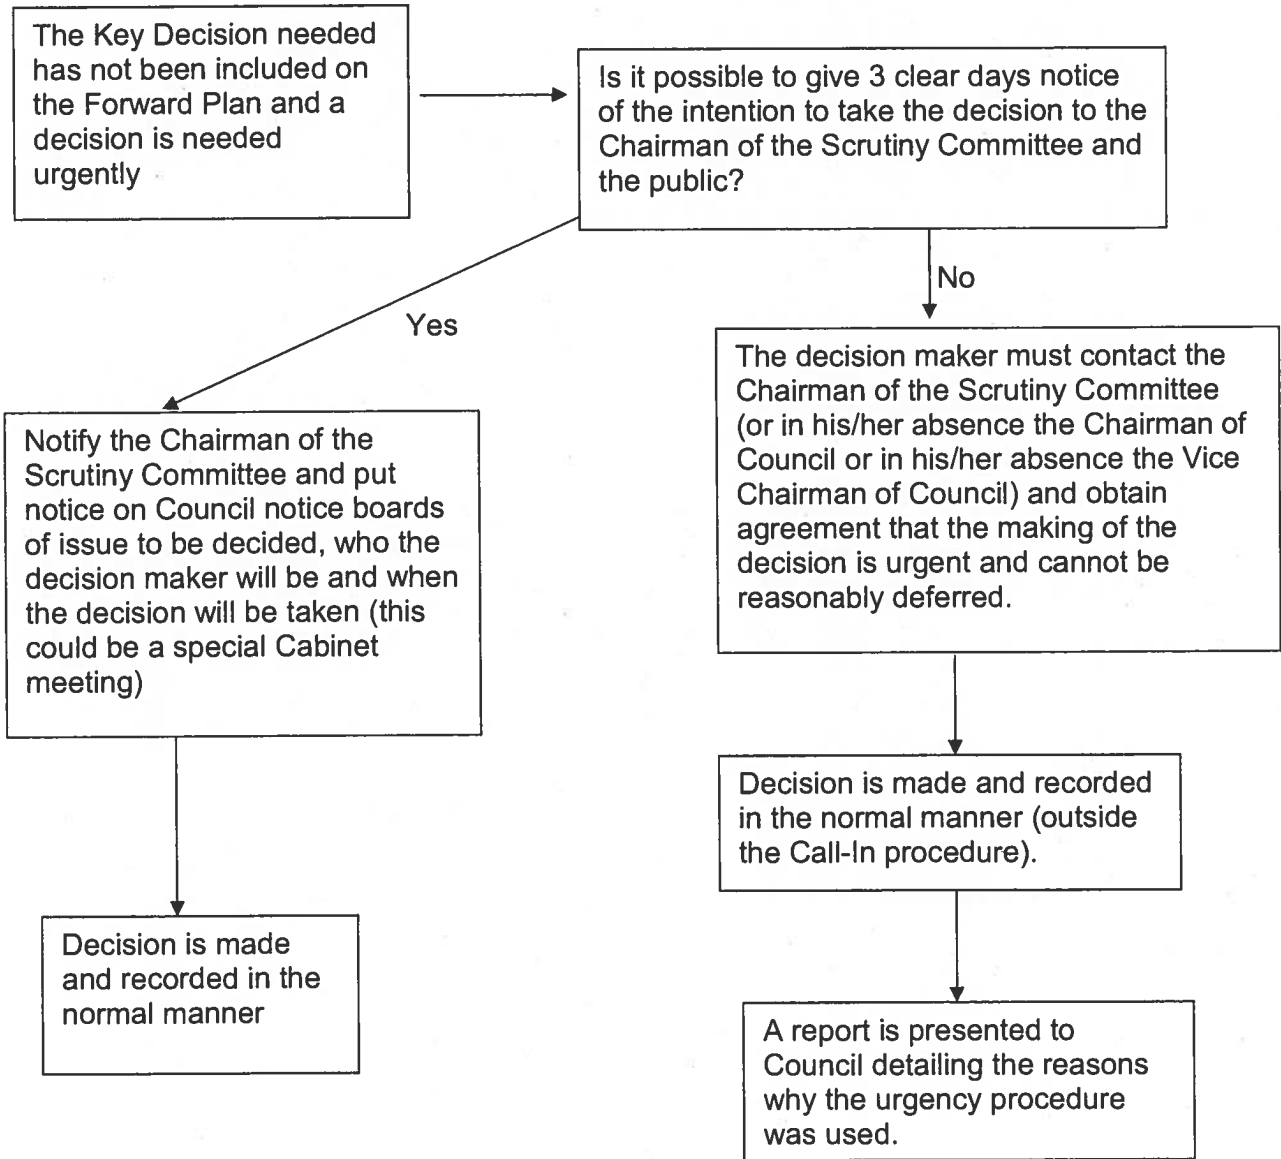 The Key Decision needed
has not been included on
the Forward Plan and a
decision is needed
urgently
Is it possible to give 3 clear days notice
of the intention to take the decision to the
Chairman of the Scrutiny Committee and
the public?
Yes
No
Notify the Chairman of the
Scrutiny Committee and put
notice on Council notice boards
of issue to be decided, who the
decision maker will be and when
the decision will be taken (this
could be a special Cabinet
meeting)
Decision is made
and recorded in the
normal manner
The decision maker must contact the
Chairman of the Scrutiny Committee
(or in his/her absence the Chairman of
Council or in his/her absence the Vice
Chairman of Council) and obtain
agreement that the making of the
decision is urgent and cannot be
reasonably deferred.
Decision is made and recorded
in the normal manner (outside
the Call-In procedure).
A report is presented to
Council detailing the reasons
why the urgency procedure
was used.